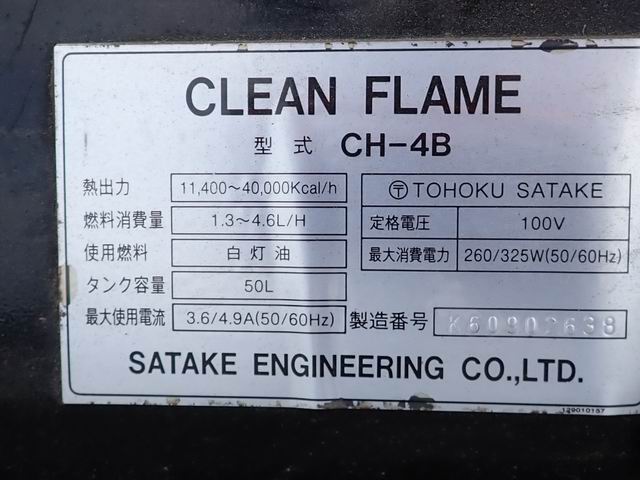 CLEAN FLAME
型式 CH-4B
熱出力 11,400～40,000Kcal/h
燃料消費量 1.3～4.6L/H
使用燃料 白灯油
タンク容量 50L
最大使用電流 3.6/4.9A(50/60Hz)
〶 TOHOKU SATAKE
定格電圧 100V
最大消費電力 260/325W(50/60Hz)
製造番号 K60902638
SATAKE ENGINEERING CO.,LTD.
129010157